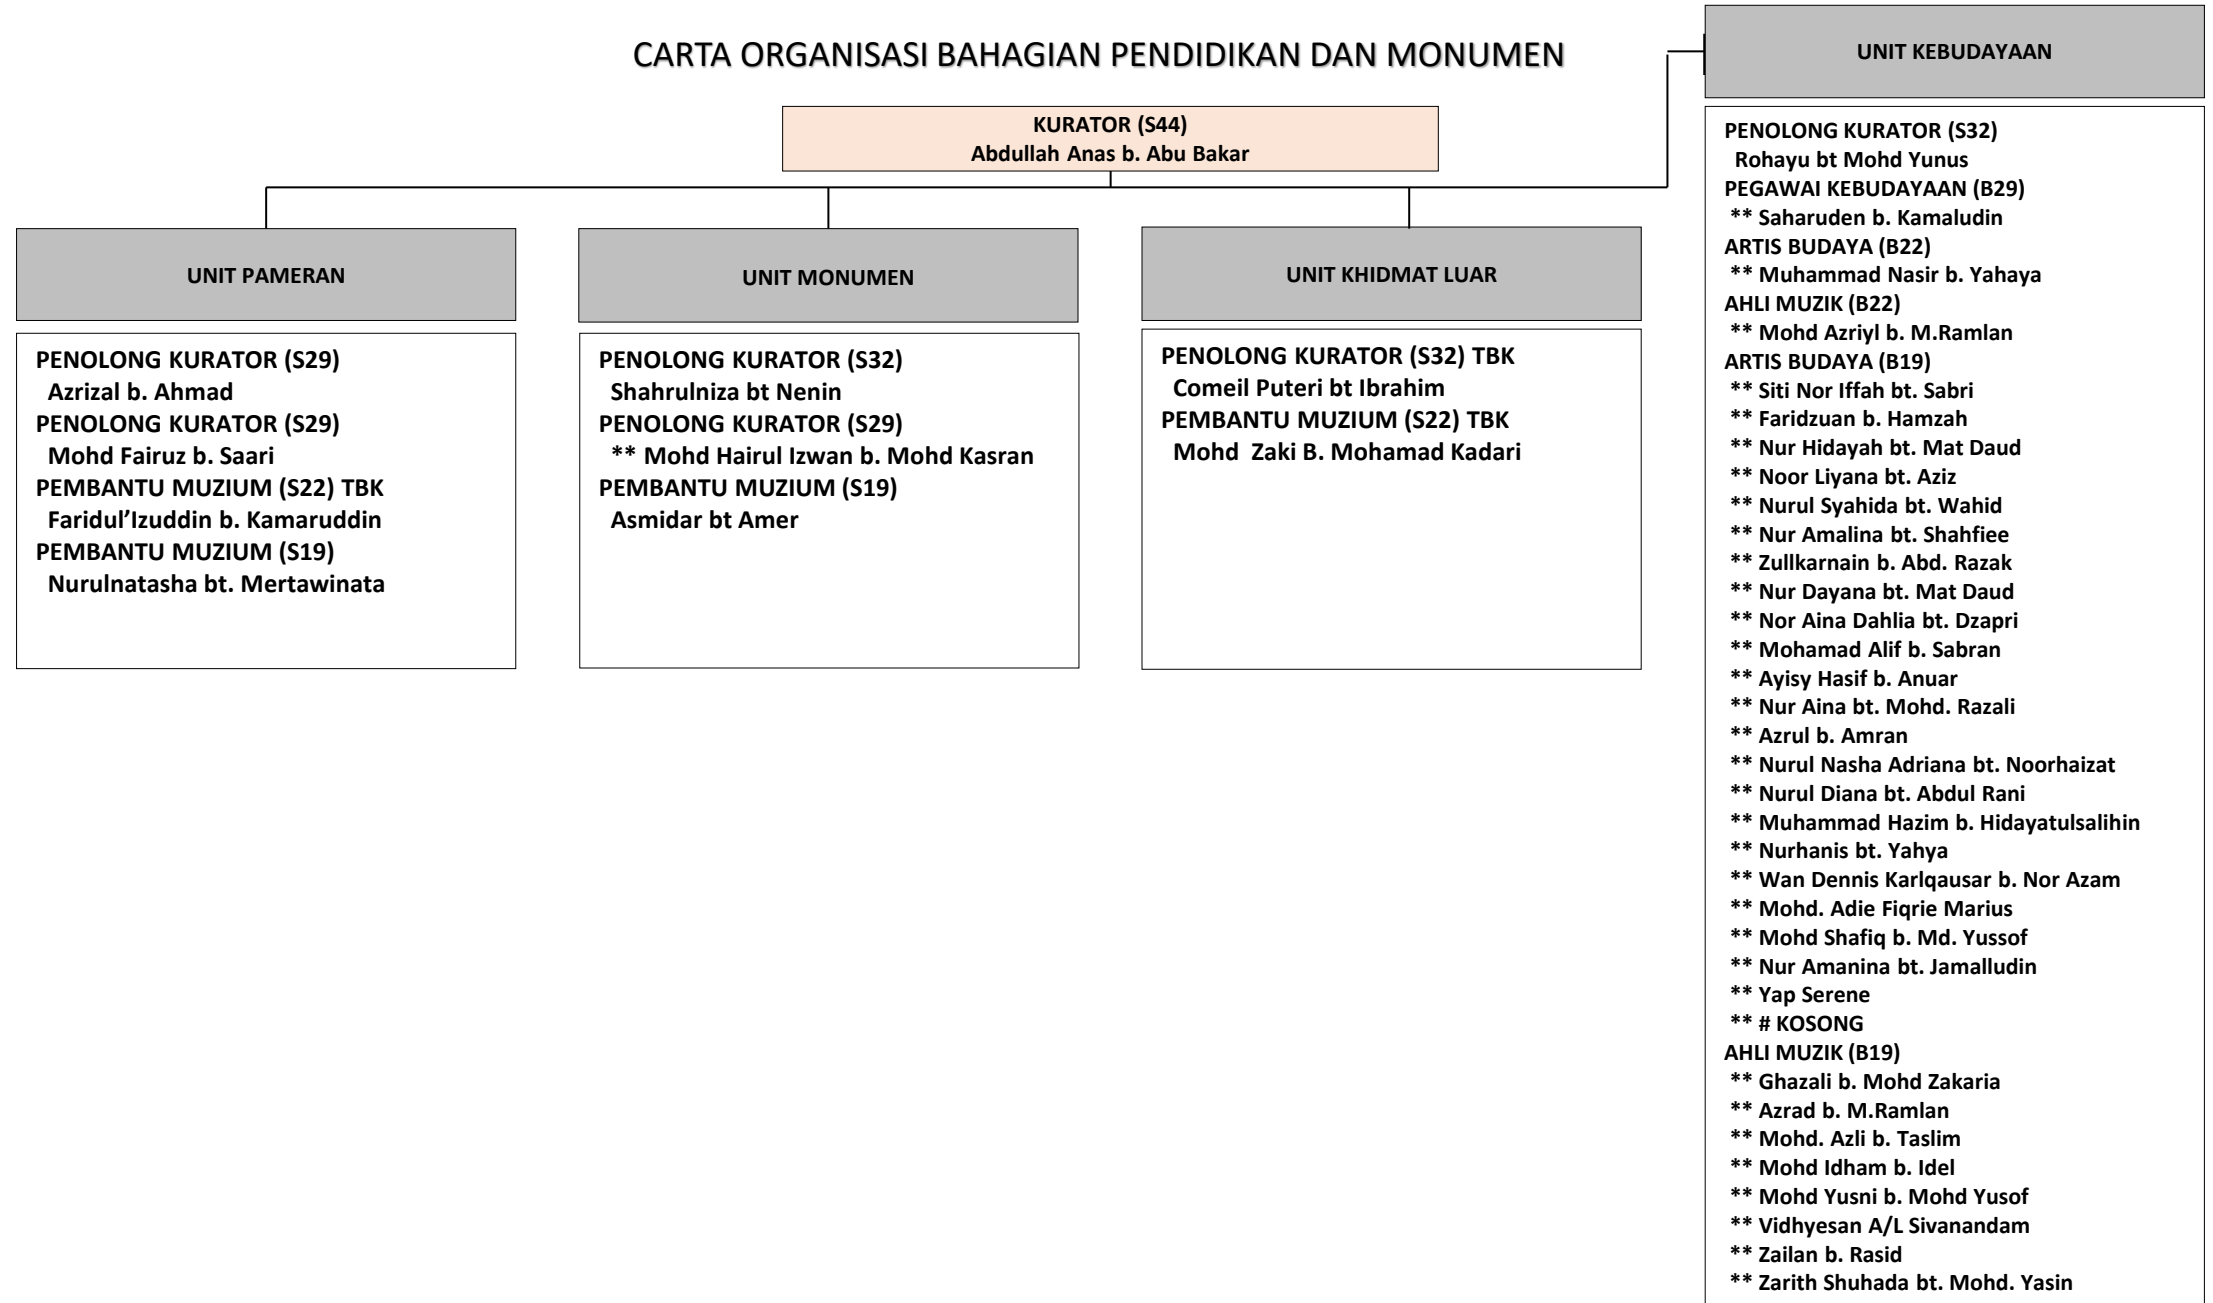 CARTA ORGANISASI BAHAGIAN PENDIDIKAN DAN MONUMEN
KURATOR (S44)
Abdullah Anas b. Abu Bakar
UNIT PAMERAN
PENOLONG KURATOR (S29)
Azrizal b. Ahmad
PENOLONG KURATOR (S29)
Mohd Fairuz b. Saari
PEMBANTU MUZIUM (S22) TBK
Faridul’Izuddin b. Kamaruddin
PEMBANTU MUZIUM (S19)
Nurulnatasha bt. Mertawinata
UNIT MONUMEN
PENOLONG KURATOR (S32)
Shahrulniza bt Nenin
PENOLONG KURATOR (S29)
** Mohd Hairul Izwan b. Mohd Kasran
PEMBANTU MUZIUM (S19)
Asmidar bt Amer
UNIT KHIDMAT LUAR
PENOLONG KURATOR (S32) TBK
Comeil Puteri bt Ibrahim
PEMBANTU MUZIUM (S22) TBK
Mohd  Zaki B. Mohamad Kadari
UNIT KEBUDAYAAN
PENOLONG KURATOR (S32)
Rohayu bt Mohd Yunus
PEGAWAI KEBUDAYAAN (B29)
** Saharuden b. Kamaludin
ARTIS BUDAYA (B22)
** Muhammad Nasir b. Yahaya
AHLI MUZIK (B22)
** Mohd Azriyl b. M.Ramlan
ARTIS BUDAYA (B19)
** Siti Nor Iffah bt. Sabri
** Faridzuan b. Hamzah
** Nur Hidayah bt. Mat Daud
** Noor Liyana bt. Aziz
** Nurul Syahida bt. Wahid
** Nur Amalina bt. Shahfiee
** Zullkarnain b. Abd. Razak
** Nur Dayana bt. Mat Daud
** Nor Aina Dahlia bt. Dzapri
** Mohamad Alif b. Sabran
** Ayisy Hasif b. Anuar
** Nur Aina bt. Mohd. Razali
** Azrul b. Amran
** Nurul Nasha Adriana bt. Noorhaizat
** Nurul Diana bt. Abdul Rani
** Muhammad Hazim b. Hidayatulsalihin
** Nurhanis bt. Yahya
** Wan Dennis Karlqausar b. Nor Azam
** Mohd. Adie Fiqrie Marius
** Mohd Shafiq b. Md. Yussof
** Nur Amanina bt. Jamalludin
** Yap Serene
** # KOSONG
AHLI MUZIK (B19)
** Ghazali b. Mohd Zakaria
** Azrad b. M.Ramlan
** Mohd. Azli b. Taslim
** Mohd Idham b. Idel
** Mohd Yusni b. Mohd Yusof
** Vidhyesan A/L Sivanandam
** Zailan b. Rasid
** Zarith Shuhada bt. Mohd. Yasin